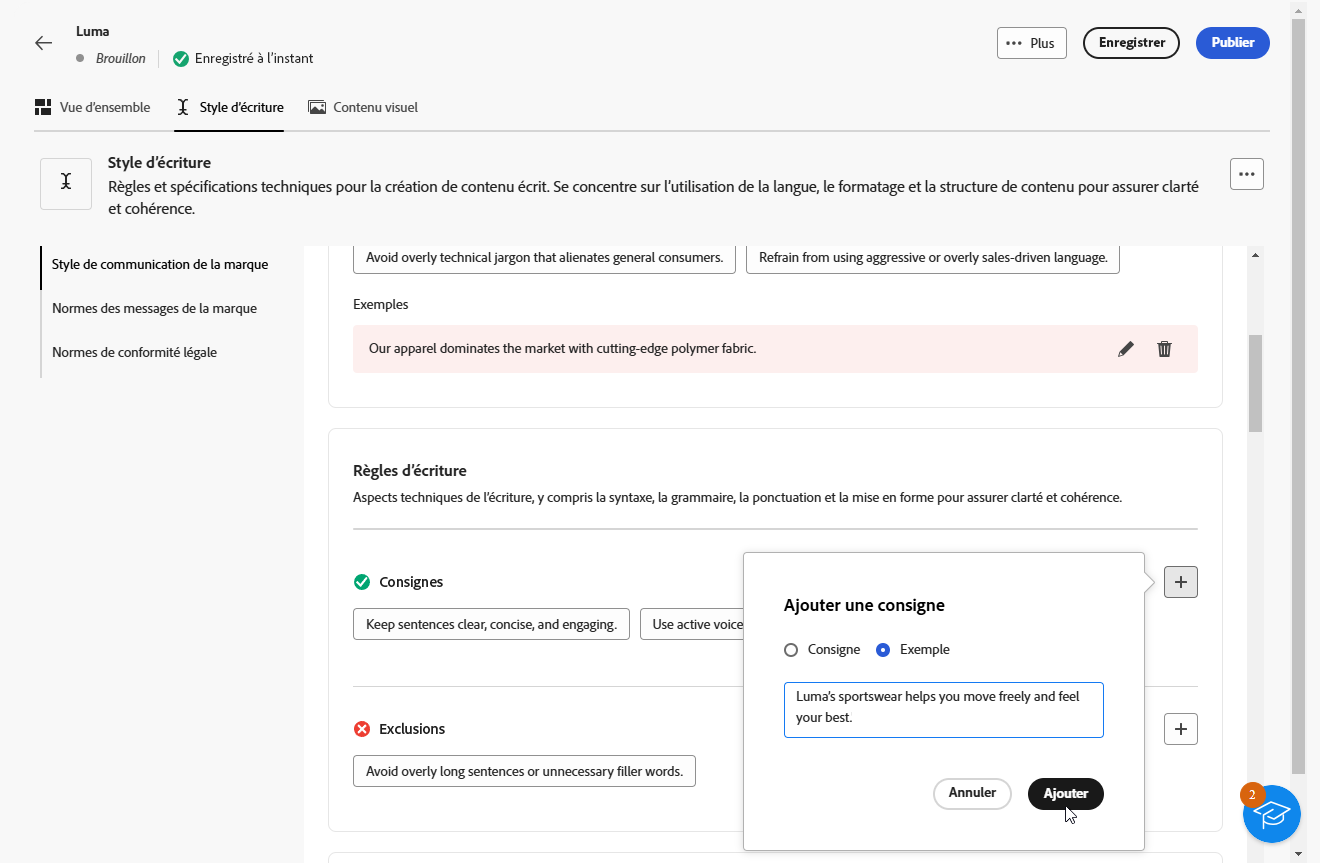 Luma
Brouillon
Enregistré à l’instant
Plus
Enregistrer
Publier
Vue d’ensemble
Style d’écriture
Contenu visuel
Style d’écriture
Règles et spécifications techniques pour la création de contenu écrit. Se concentre sur l’utilisation de la langue, le formatage et la structure de contenu pour assurer clarté
et cohérence.
Style de communication de la marque
Normes des messages de la marque
Normes de conformité légale
Avoid overly technical jargon that alienates general consumers.
Refrain from using aggressive or overly sales-driven language.
Exemples
Our apparel dominates the market with cutting-edge polymer fabric.
Règles d’écriture
Aspects techniques de l’écriture, y compris la syntaxe, la grammaire, la ponctuation et la mise en forme pour assurer clarté et cohérence.
Consignes
Keep sentences clear, concise, and engaging.
Use active voice
Exclusions
Avoid overly long sentences or unnecessary filler words.
Ajouter une consigne
Consigne
Exemple
Luma’s sportswear helps you move freely and feel
your best.
Annuler
Ajouter
2